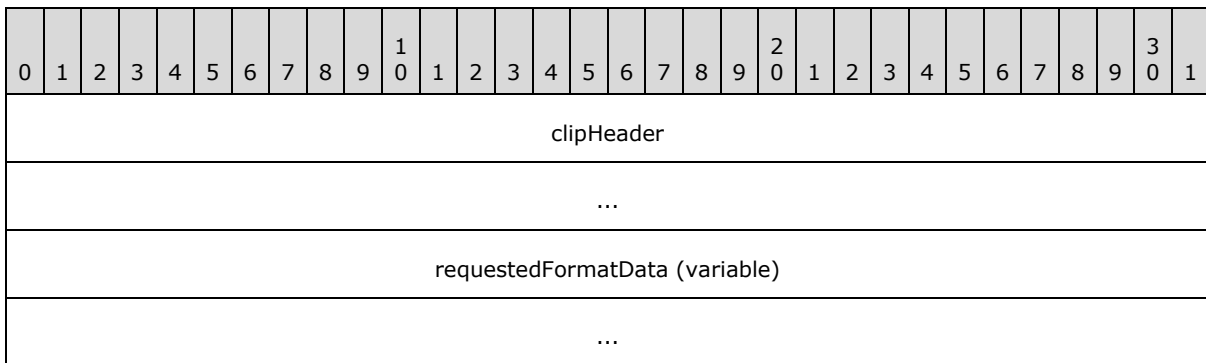 0 1 2 3 4 5 6 7 8 9 1 0 1 2 3 4 5 6 7 8 9 2 0 1 2 3 4 5 6 7 8 9 3 0 1
clipHeader
...
requestedFormatData (variable)
...